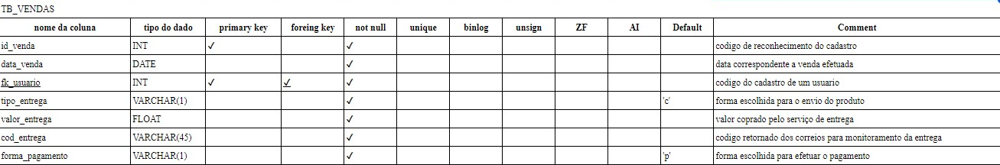 TB_VENDAS
nome da coluna tipo do dado primary key foreing key not null unique binlog unsign ZF AI Default Comment
id_venda INT ✓ ✓ codigo de reconhecimento do cadastro
data_venda DATE ✓ data correspondente a venda efetuada
fk_usuario INT ✓ ✓ ✓ codigo do cadastro de um usuario
tipo_entrega VARCHAR(1) ✓ 'c' forma escolhida para o envio do produto
valor_entrega FLOAT ✓ valor coprado pelo serviço de entrega
cod_entrega VARCHAR(45) ✓ codigo retornado dos correios para monitoramento da entrega
forma_pagamento VARCHAR(1) ✓ 'p' forma escolhida para efetuar o pagamento